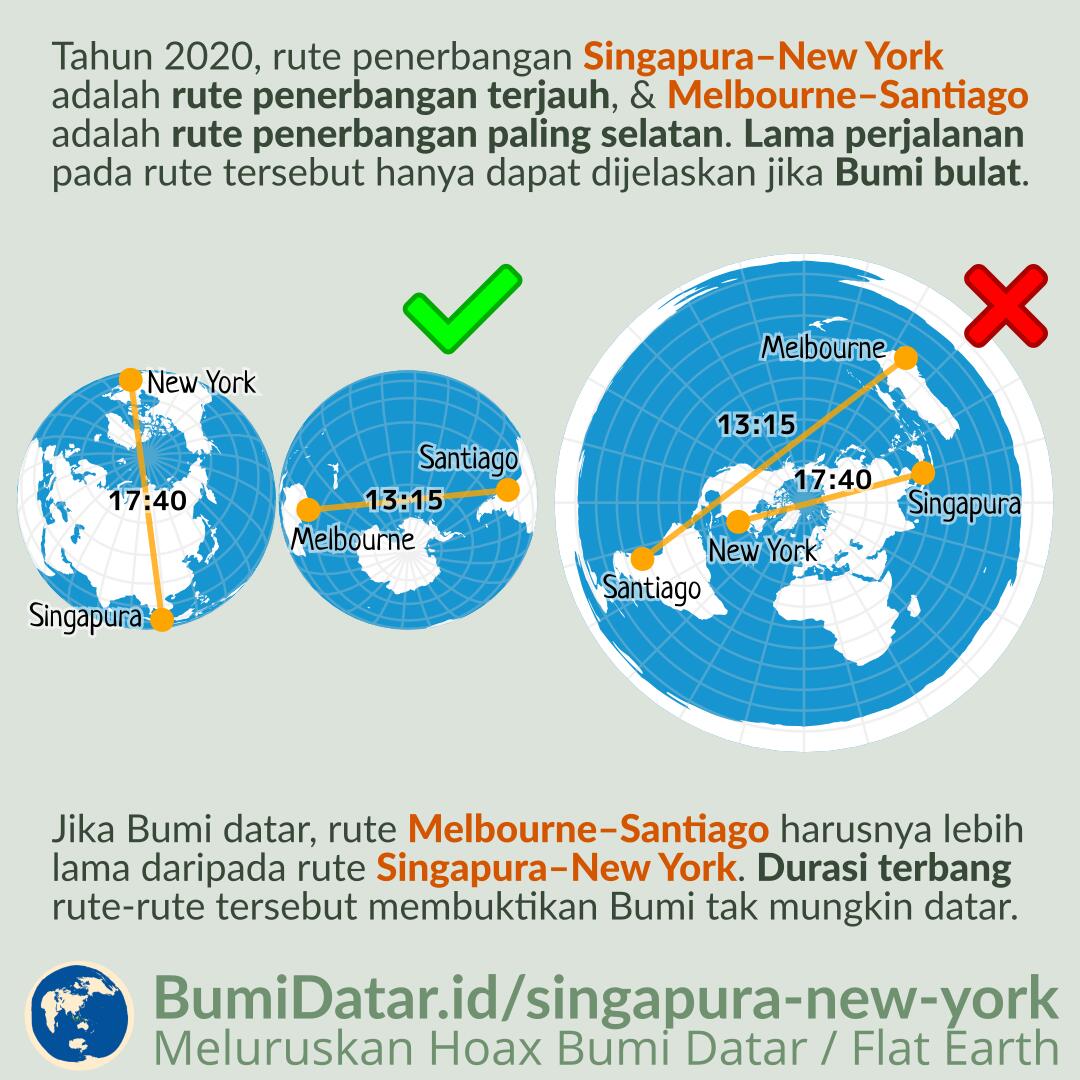 Tahun 2020, rute penerbangan Singapura–New York
adalah rute penerbangan terjauh, & Melbourne–Santiago
adalah rute penerbangan paling selatan. Lama perjalanan
pada rute tersebut hanya dapat dijelaskan jika Bumi bulat.
New York
17:40
Singapura
Santiago
13:15
Melbourne
Melbourne
13:15
17:40
Singapura
New York
Santiago
Jika Bumi datar, rute Melbourne–Santiago harusnya lebih
lama daripada rute Singapura–New York. Durasi terbang
rute-rute tersebut membuktikan Bumi tak mungkin datar.
BumiDatar.id/singapura-new-york
Meluruskan Hoax Bumi Datar / Flat Earth